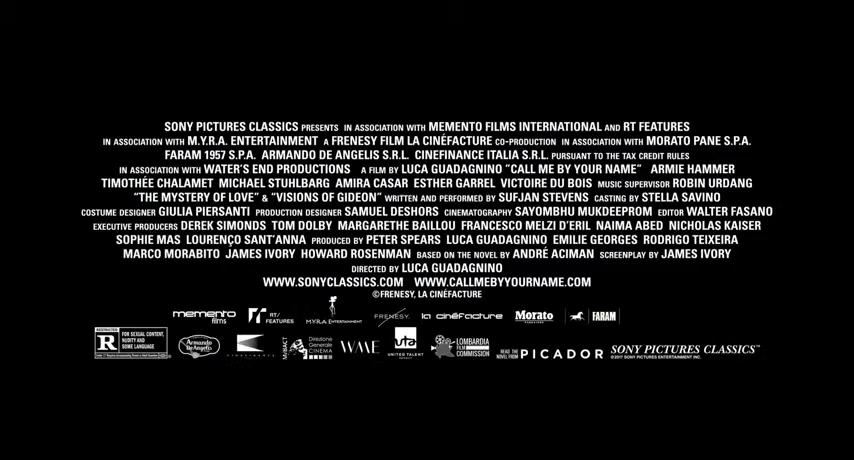 SONY PICTURES CLASSICS PRESENTS IN ASSOCIATION WITH MEMENTO FILMS INTERNATIONAL AND RT FEATURES
IN ASSOCIATION WITH M.Y.R.A. ENTERTAINMENT A FRENESY FILM LA CINÉFACTURE CO-PRODUCTION IN ASSOCIATION WITH MORATO PANE S.P.A.
FARAM 1957 S.P.A. ARMANDO DE ANGELIS S.R.L. CINEFINANCE ITALIA S.R.L. PURSUANT TO THE TAX CREDIT RULES
IN ASSOCIATION WITH WATER'S END PRODUCTIONS A FILM BY LUCA GUADAGNINO "CALL ME BY YOUR NAME" ARMIE HAMMER
TIMOTHÉE CHALAMET MICHAEL STUHLBARG AMIRA CASAR ESTHER GARREL VICTOIRE DU BOIS MUSIC SUPERVISOR ROBIN URDANG
"THE MYSTERY OF LOVE" & "VISIONS OF GIDEON" WRITTEN AND PERFORMED BY SUFJAN STEVENS CASTING BY STELLA SAVINO
COSTUME DESIGNER GIULIA PIERSANTI PRODUCTION DESIGNER SAMUEL DESHORS CINEMATOGRAPHY SAYOMBHU MUKDEEPROM EDITOR WALTER FASANO
EXECUTIVE PRODUCERS DEREK SIMONDS TOM DOLBY MARGARETHE BAILLOU FRANCESCO MELZI D'ERIL NAIMA ABED NICHOLAS KAISER
SOPHIE MAS LOURENÇO SANT'ANNA PRODUCED BY PETER SPEARS LUCA GUADAGNINO EMILIE GEORGES RODRIGO TEIXEIRA
MARCO MORABITO JAMES IVORY HOWARD ROSENMAN BASED ON THE NOVEL BY ANDRÉ ACIMAN SCREENPLAY BY JAMES IVORY
DIRECTED BY LUCA GUADAGNINO
WWW.SONYCLASSICS.COM WWW.CALLMEBYYOURNAME.COM
©FRENESY, LA CINÉFACTURE
memento films RT/ FEATURES M.Y.R.A. ENTERTAINMENT FRENESY. la cinéfacture Morato FARAM
RESTRICTED R FOR SEXUAL CONTENT, NUDITY AND SOME LANGUAGE Armando De Angelis CINEFINANCE MiBACT Direzione Generale CINEMA WME uta UNITED TALENT AGENCY LOMBARDIA FILM COMMISSION READ THE NOVEL FROM PICADOR SONY PICTURES CLASSICS™
©2017 SONY PICTURES ENTERTAINMENT INC.